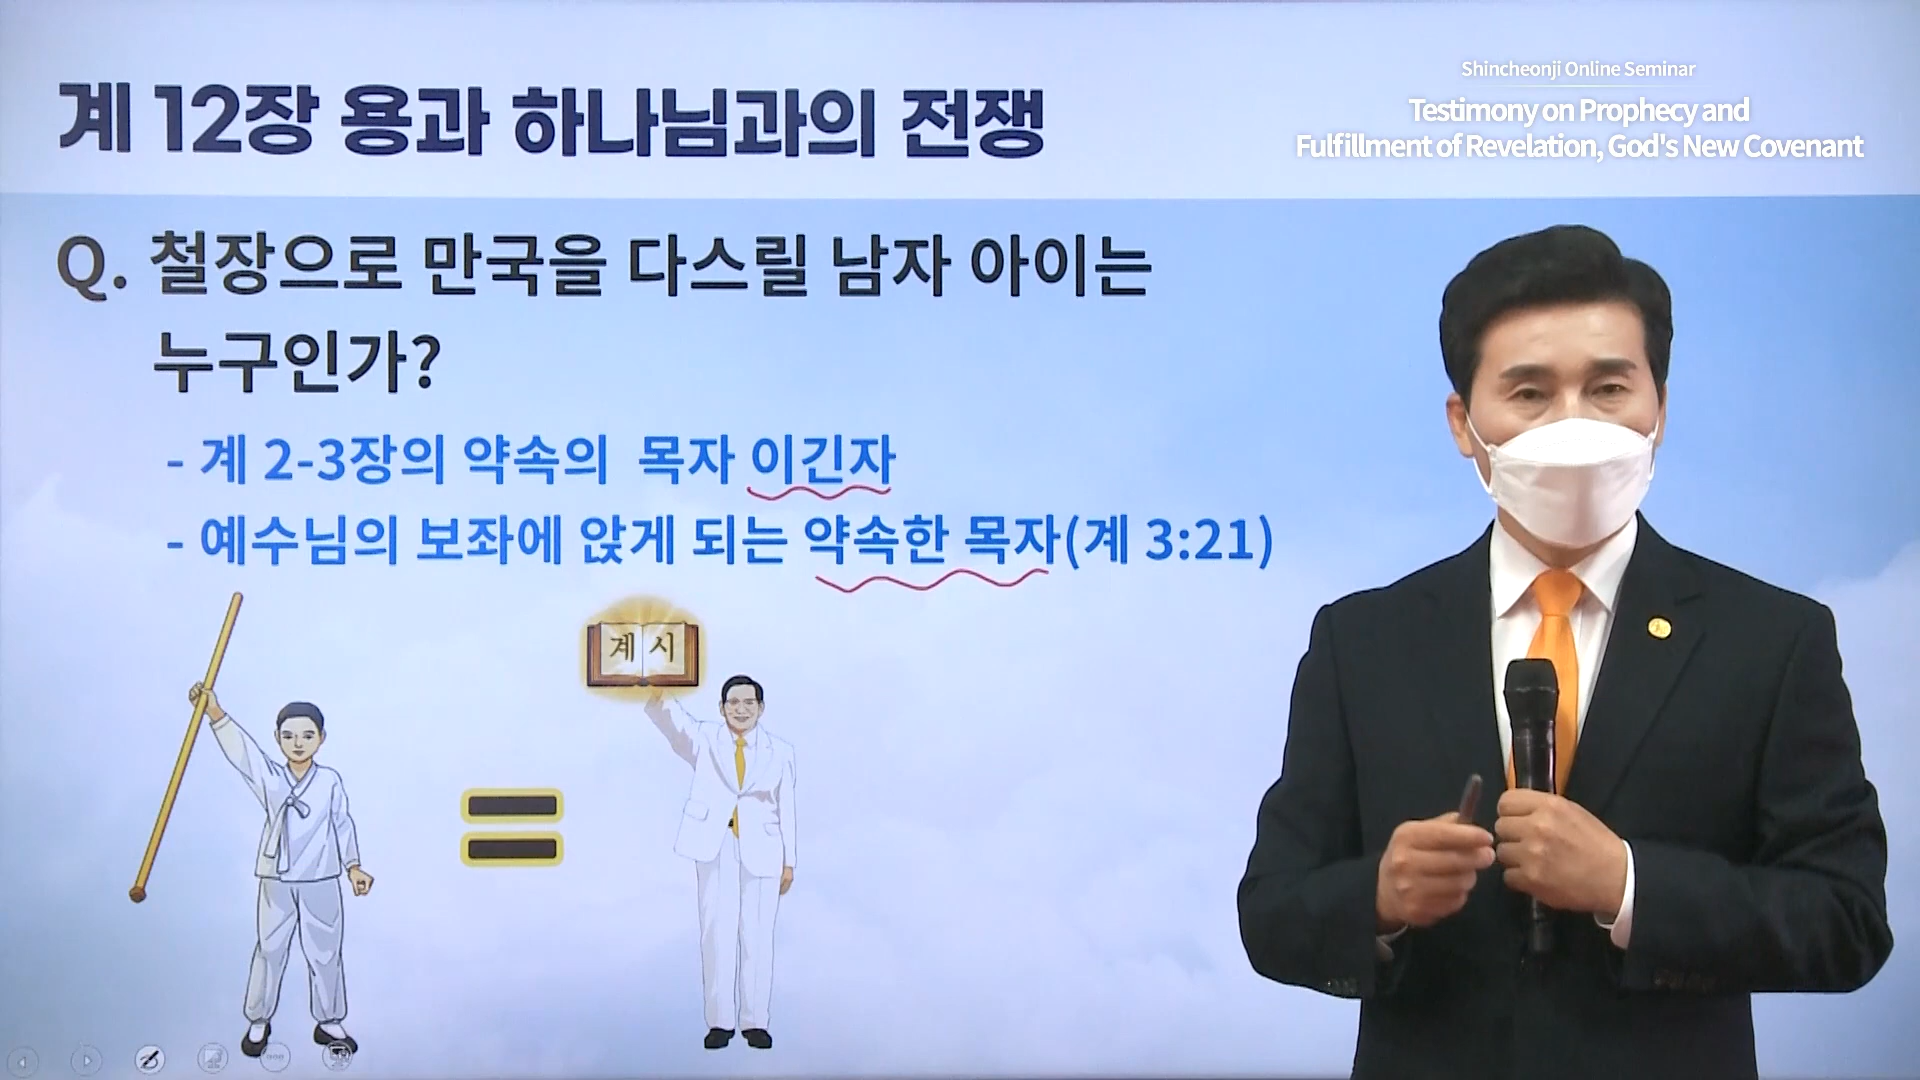 계 12장 용과 하나님과의 전쟁
Shincheonji Online Seminar
Testimony on Prophecy and
Fulfillment of Revelation, God's New Covenant
Q. 철장으로 만국을 다스릴 남자 아이는
누구인가?
- 계 2-3장의 약속의 목자 이긴자
- 예수님의 보좌에 앉게 되는 약속한 목자(계 3:21)
계 시